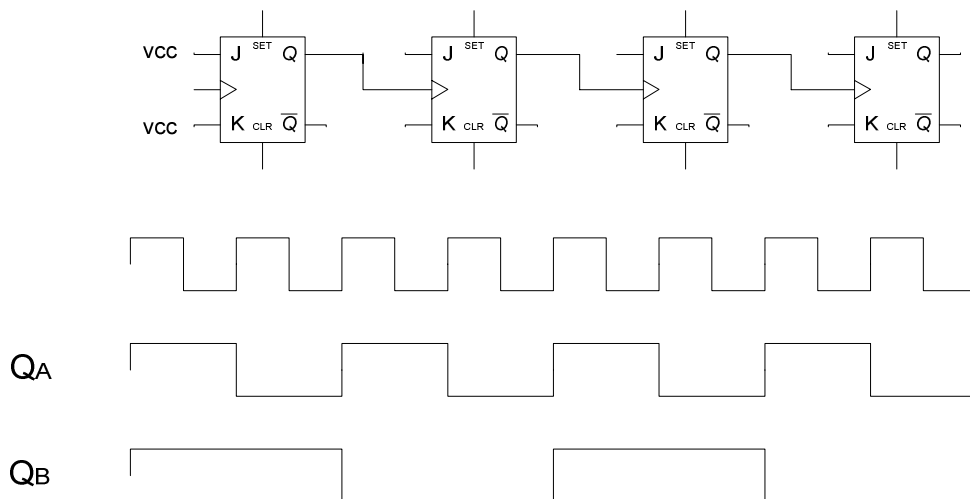 VCC J SET Q J SET Q J SET Q J SET Q
VCC K CLR Q̅ K CLR Q̅ K CLR Q̅ K CLR Q̅
QA
QB